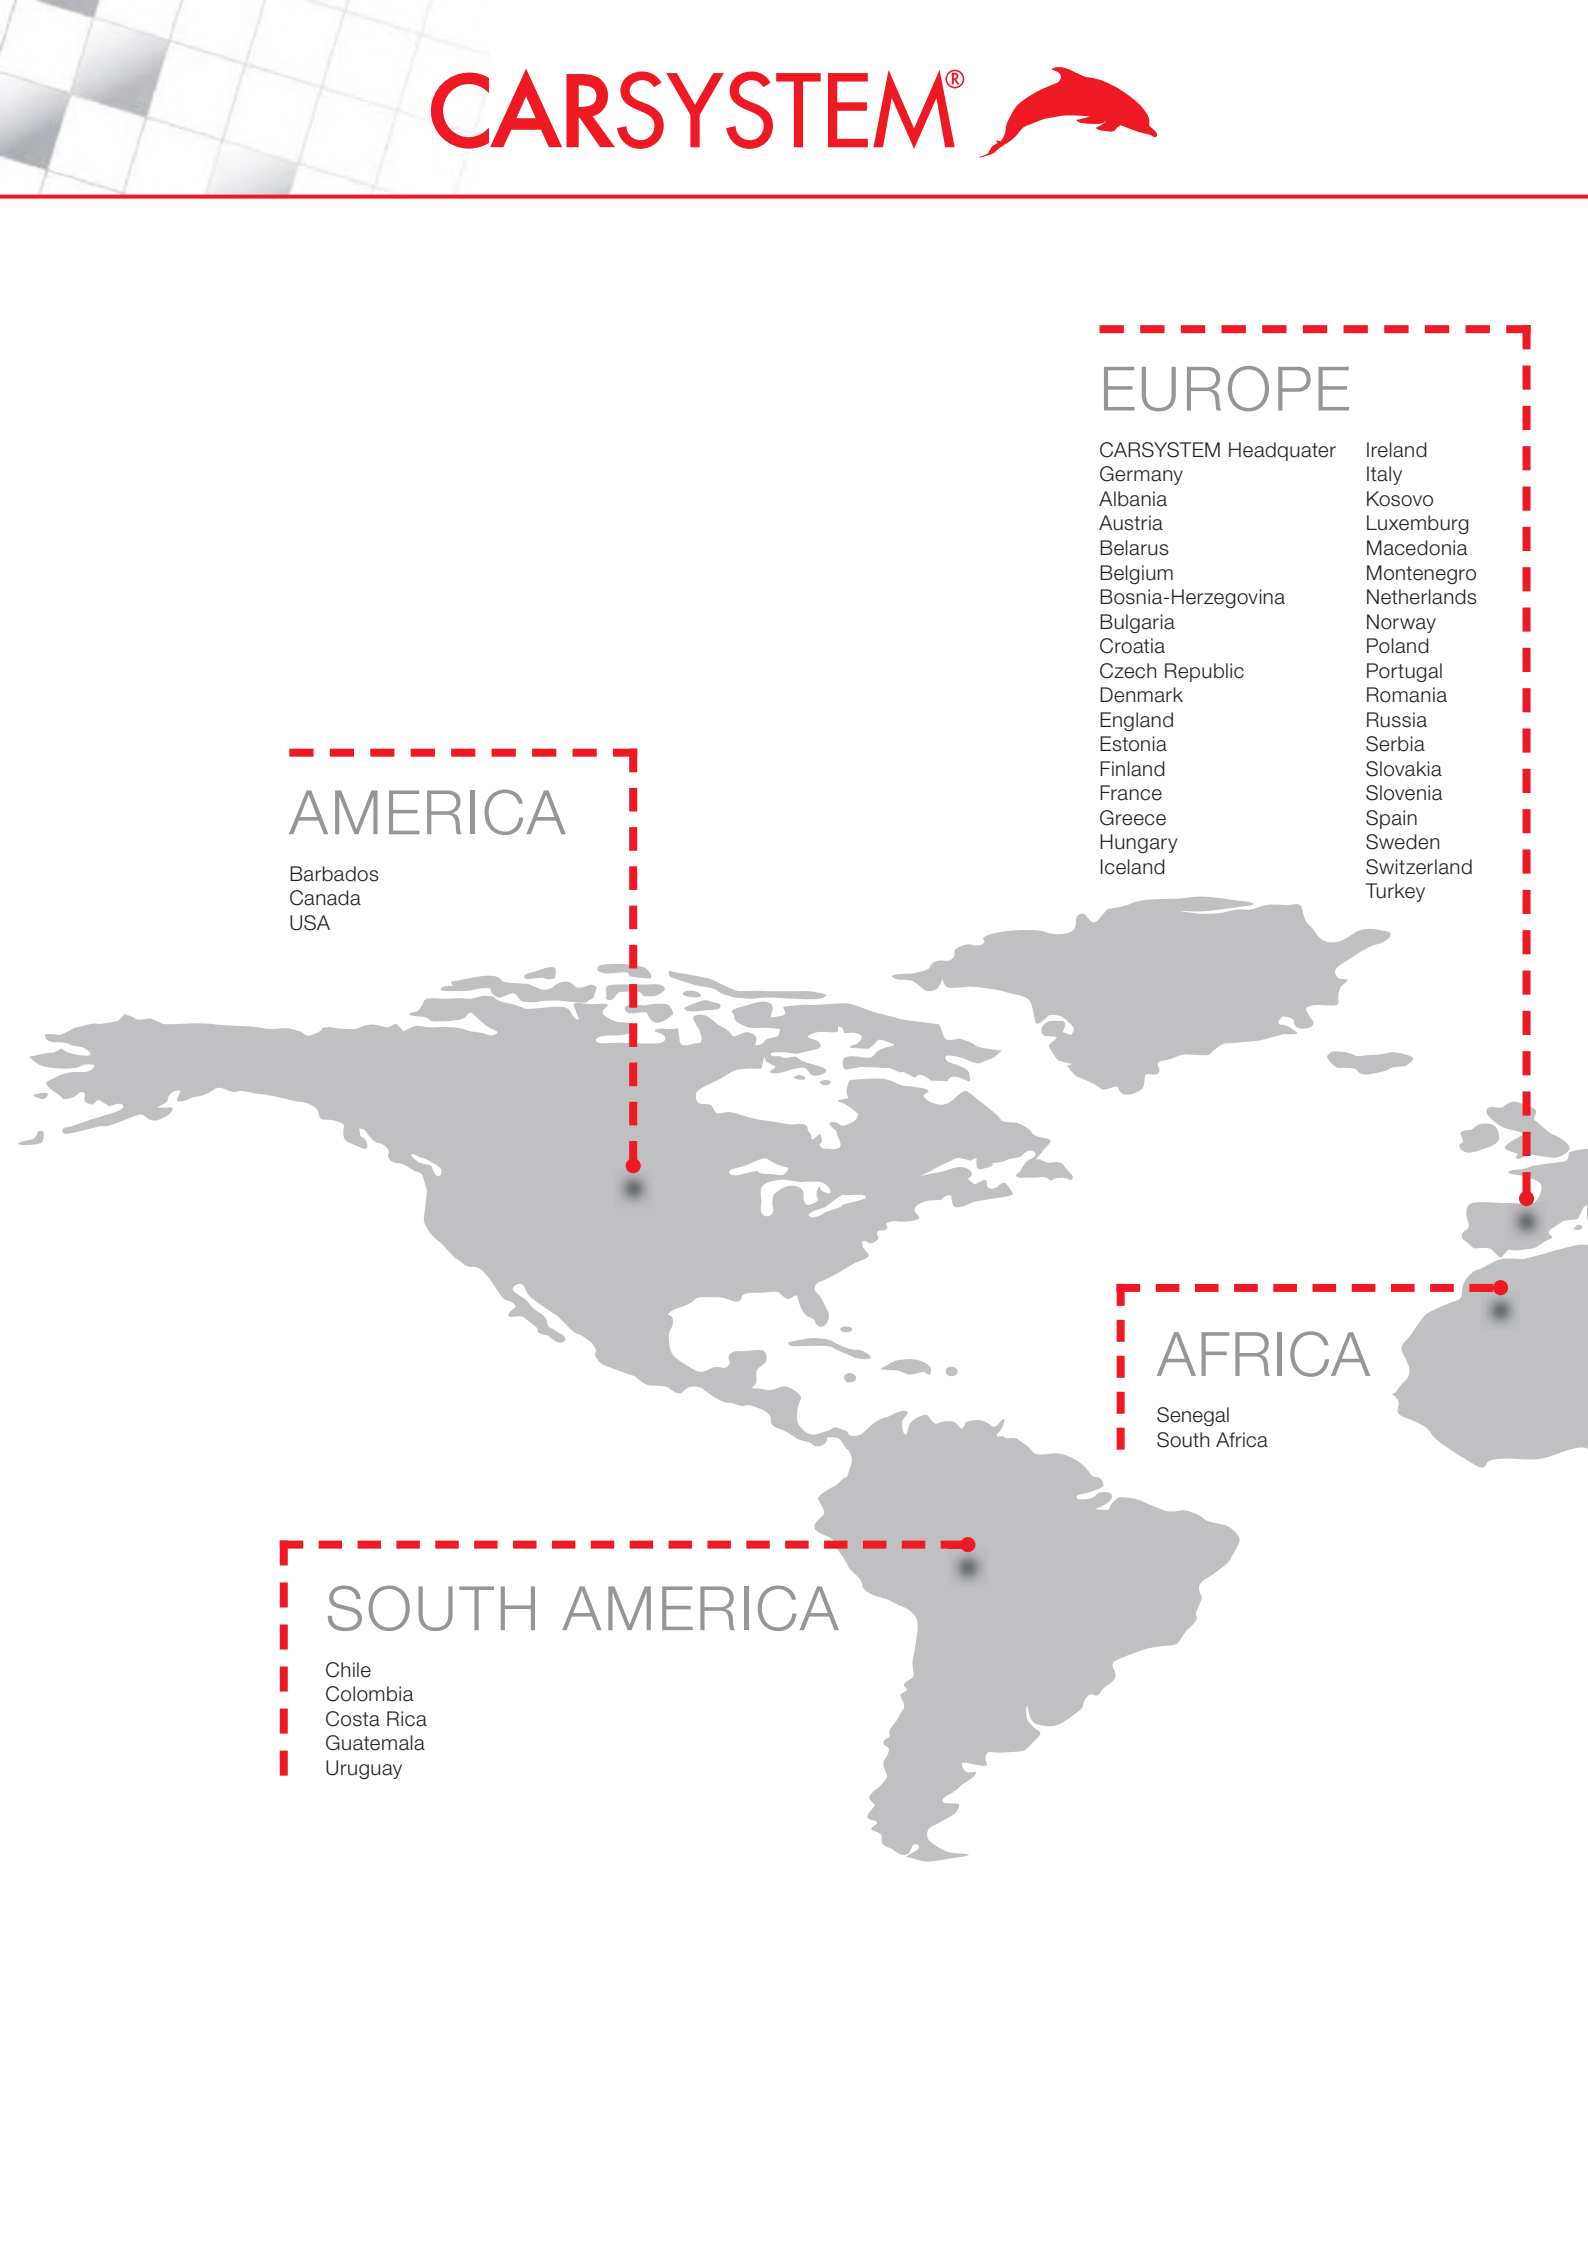 CARSYSTEM®
EUROPE
CARSYSTEM Headquater
Germany
Albania
Austria
Belarus
Belgium
Bosnia-Herzegovina
Bulgaria
Croatia
Czech Republic
Denmark
England
Estonia
Finland
France
Greece
Hungary
Iceland
Ireland
Italy
Kosovo
Luxemburg
Macedonia
Montenegro
Netherlands
Norway
Poland
Portugal
Romania
Russia
Serbia
Slovakia
Slovenia
Spain
Sweden
Switzerland
Turkey
AMERICA
Barbados
Canada
USA
AFRICA
Senegal
South Africa
SOUTH AMERICA
Chile
Colombia
Costa Rica
Guatemala
Uruguay